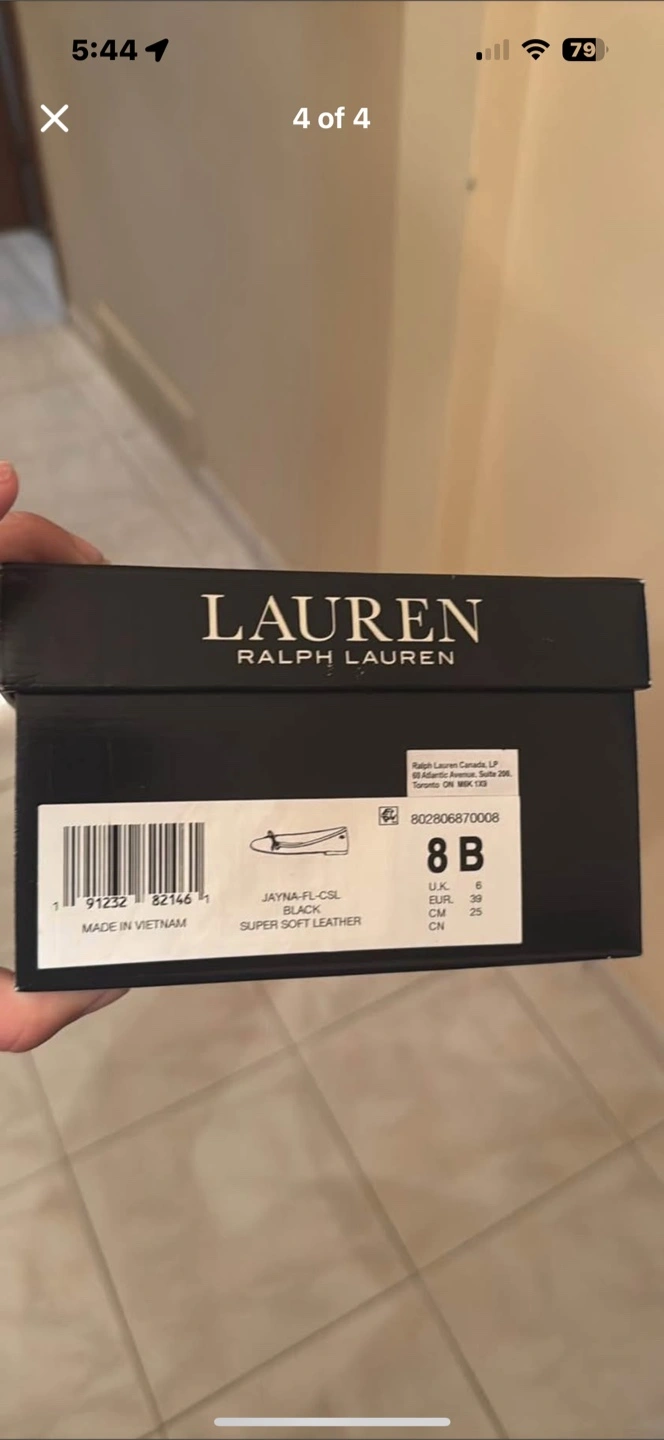 5:44
79
4 of 4
LAUREN
RALPH LAUREN
Ralph Lauren Canada, LP
60 Atlantic Avenue, Suite 208,
Toronto ON M6K 1X9
802806870008
8 B
U.K. 6
EUR. 39
CM 25
CN
1 91232 82146 1
MADE IN VIETNAM
JAYNA-FL-CSL
BLACK
SUPER SOFT LEATHER